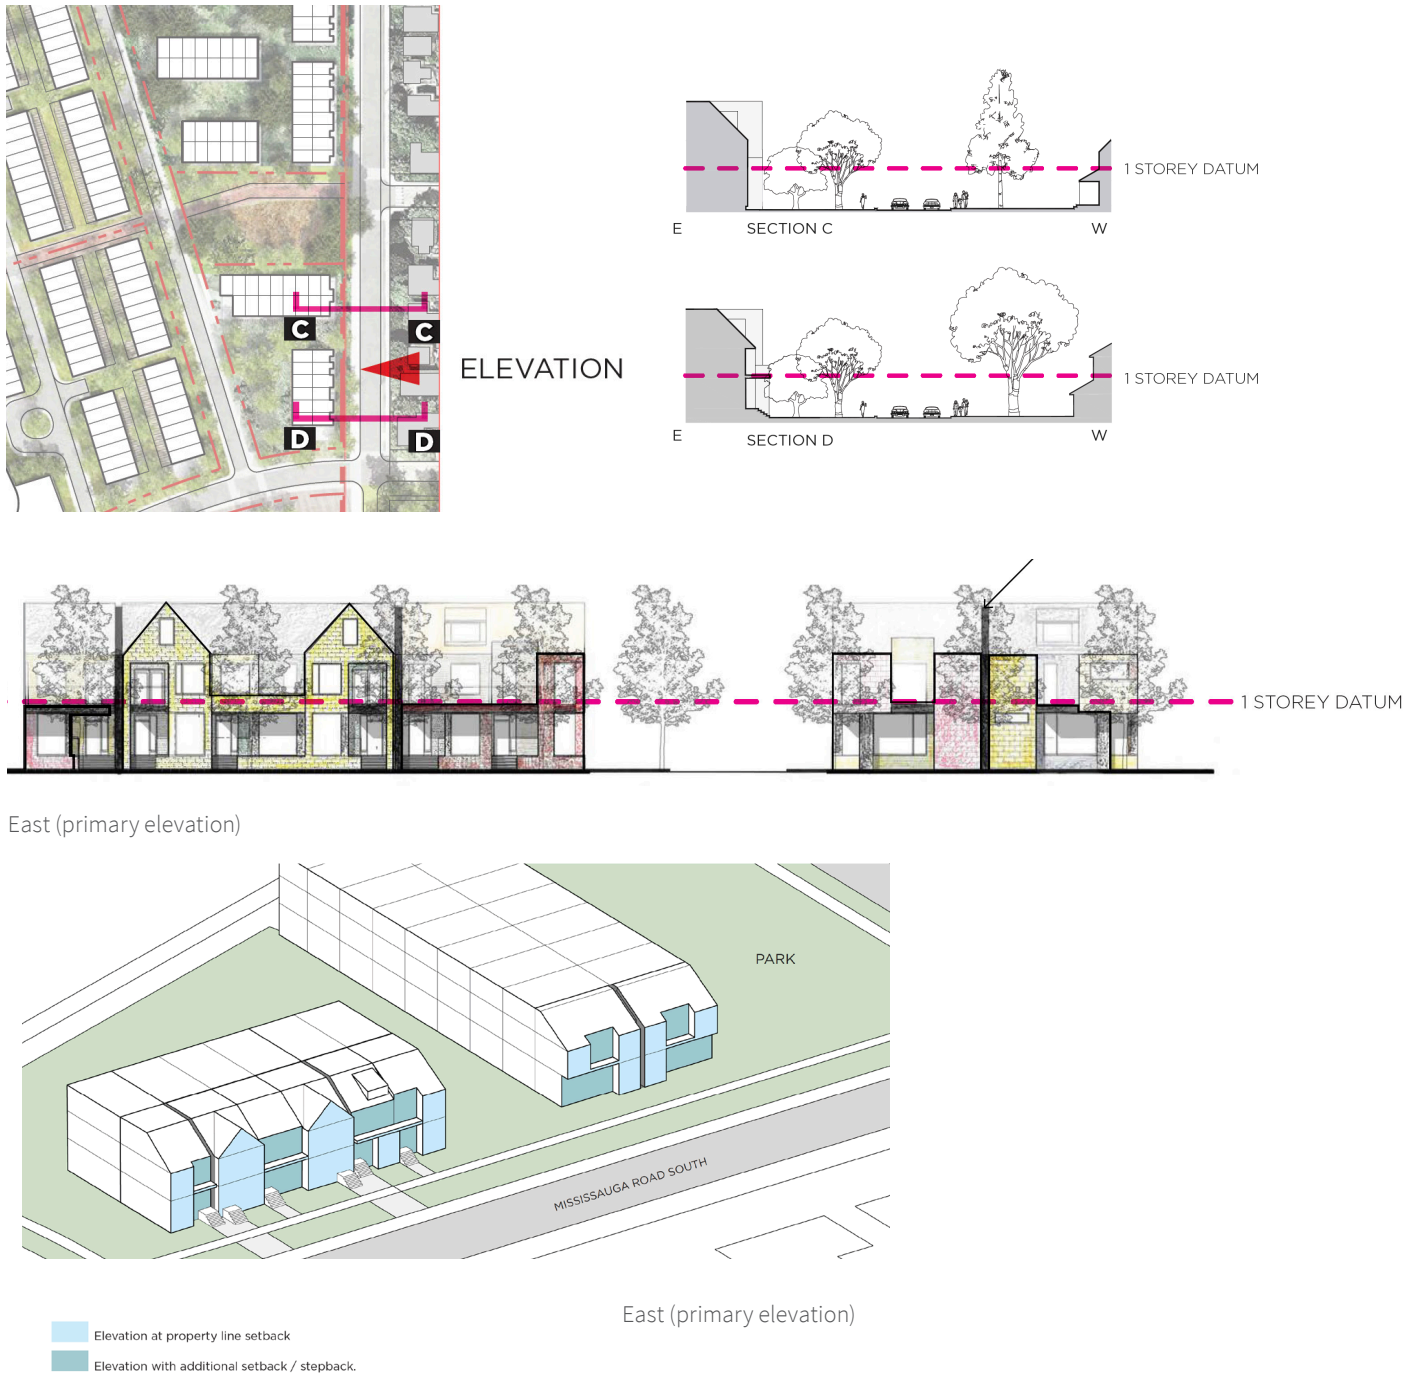 1 STOREY DATUM
E
SECTION C
W
C
C
ELEVATION
1 STOREY DATUM
D
D
E
SECTION D
W
1 STOREY DATUM
East (primary elevation)
PARK
MISSISSAUGA ROAD SOUTH
East (primary elevation)
Elevation at property line setback
Elevation with additional setback / stepback.